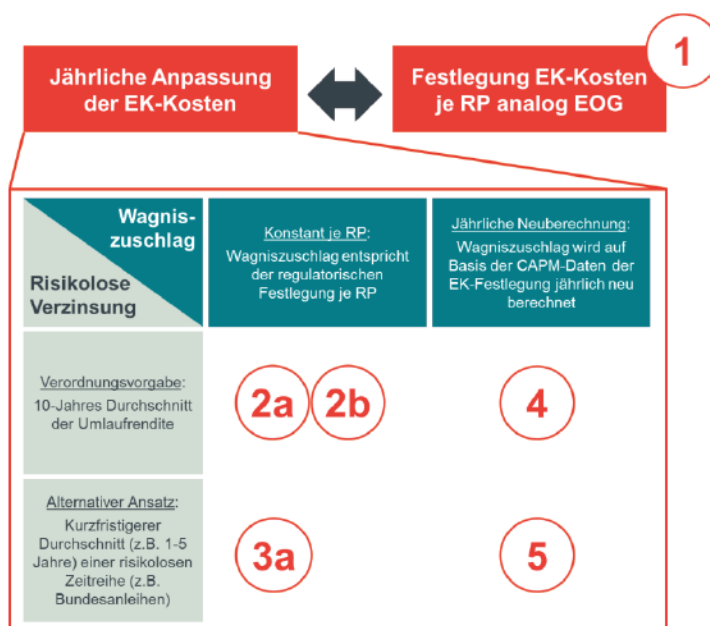 1
Jährliche Anpassung
der EK-Kosten
Festlegung EK-Kosten
je RP analog EOG
Wagnis-
zuschlag
Risikolose
Verzinsung
Konstant je RP:
Wagniszuschlag entspricht
der regulatorischen
Festlegung je RP
Jährliche Neuberechnung:
Wagniszuschlag wird auf
Basis der CAPM-Daten der
EK-Festlegung jährlich neu
berechnet
Verordnungsvorgabe:
10-Jahres Durchschnitt
der Umlaufrendite
2a
2b
4
Alternativer Ansatz:
Kurzfristigerer
Durchschnitt (z.B. 1-5
Jahre) einer risikolosen
Zeitreihe (z.B.
Bundesanleihen)
3a
5